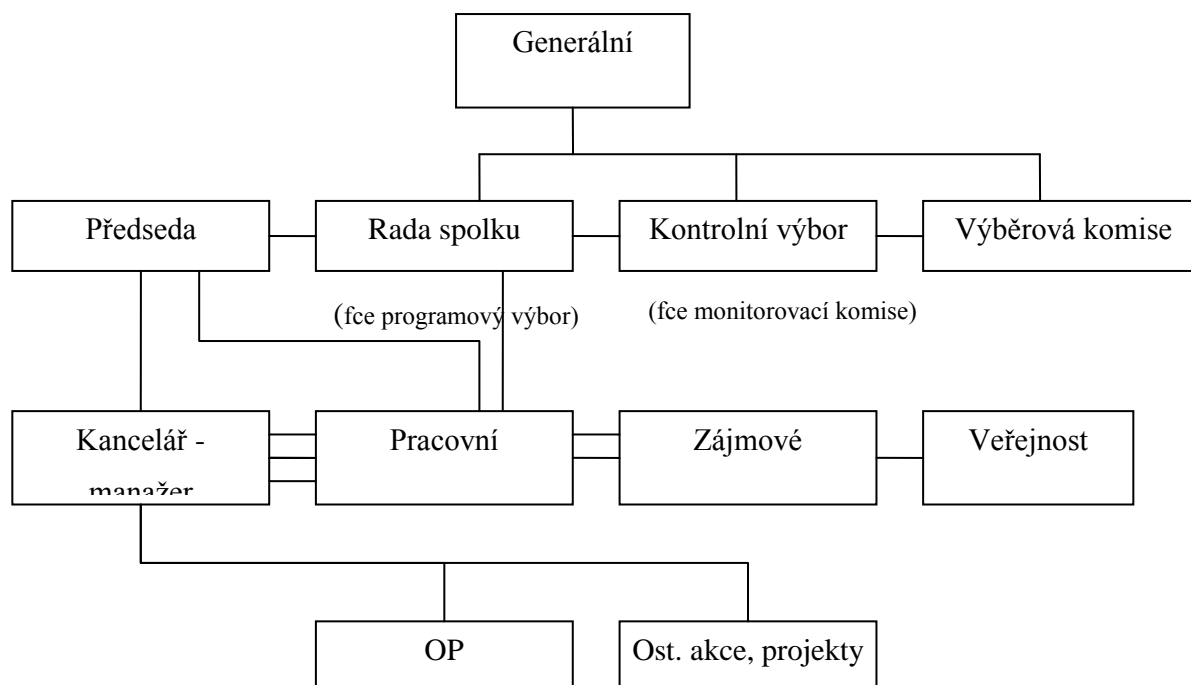 Generální
Předseda
Rada spolku
Kontrolní výbor
Výběrová komise
(fce programový výbor)
(fce monitorovací komise)
Kancelář -
manažer
Pracovní
Zájmové
Veřejnost
OP
Ost. akce, projekty